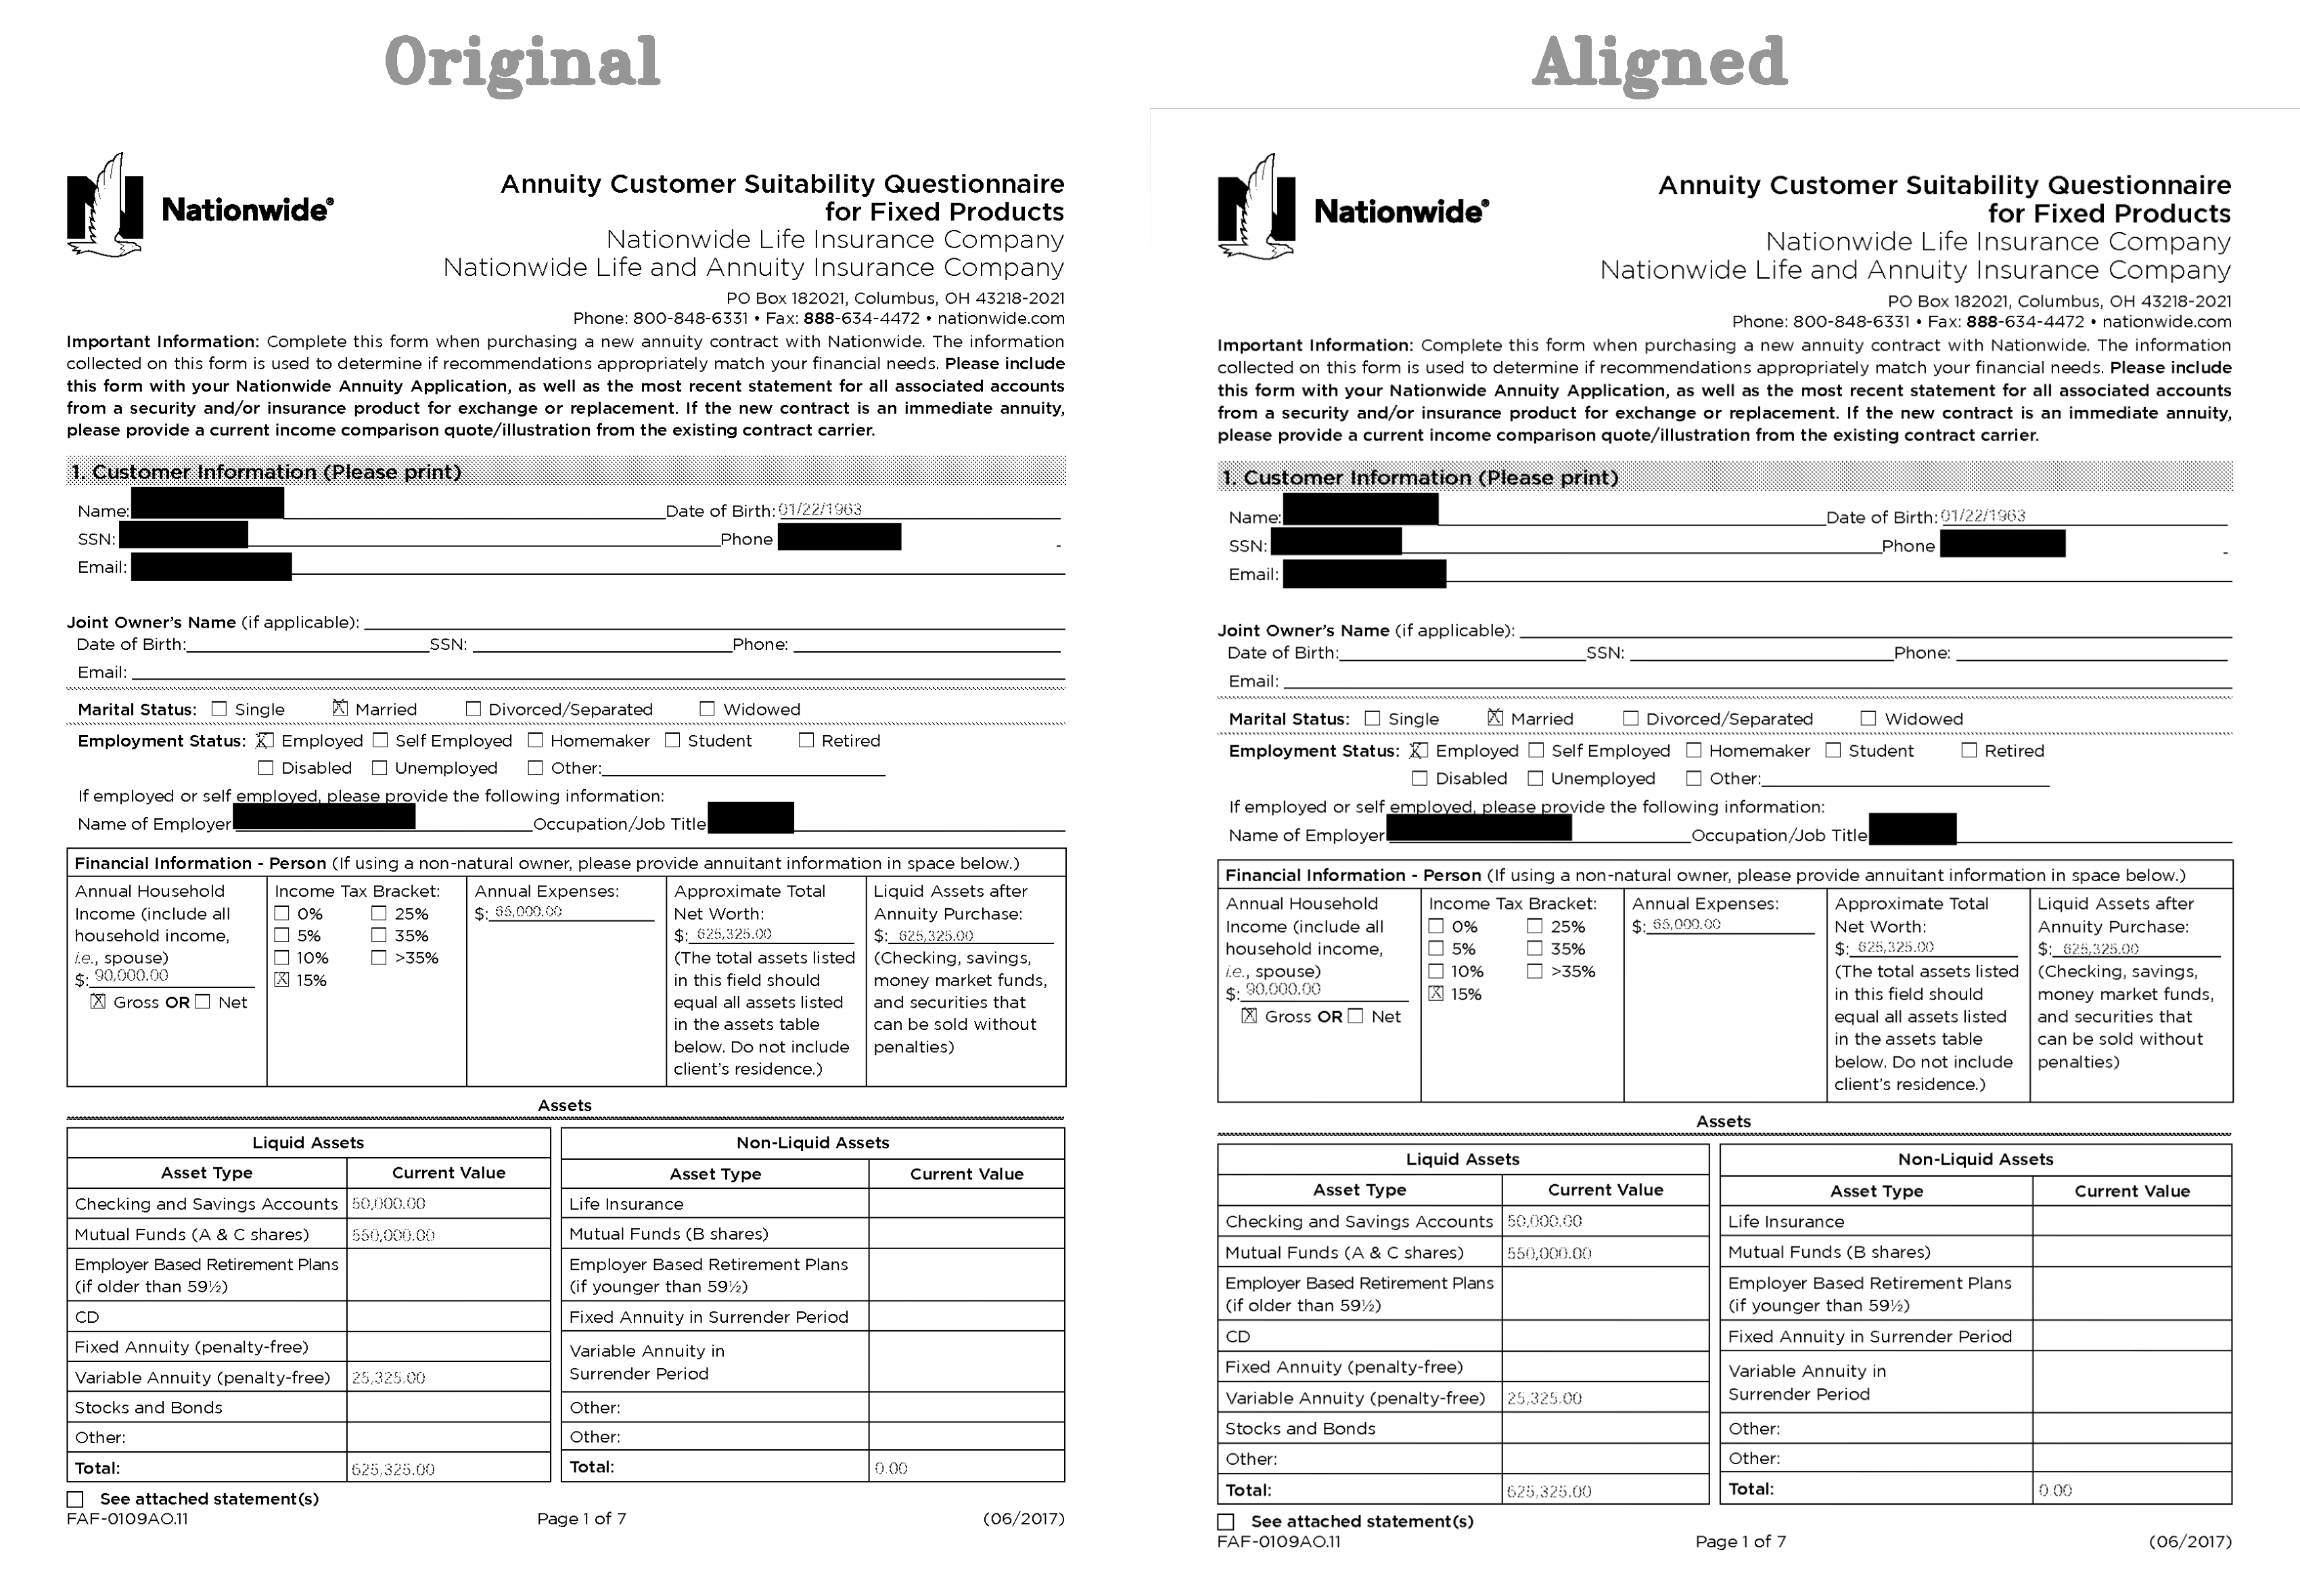 Original
Nationwide®
Annuity Customer Suitability Questionnaire
for Fixed Products
Nationwide Life Insurance Company
Nationwide Life and Annuity Insurance Company
PO Box 182021, Columbus, OH 43218-2021
Phone: 800-848-6331 • Fax: 888-634-4472 • nationwide.com
Important Information: Complete this form when purchasing a new annuity contract with Nationwide. The information
collected on this form is used to determine if recommendations appropriately match your financial needs. Please include
this form with your Nationwide Annuity Application, as well as the most recent statement for all associated accounts
from a security and/or insurance product for exchange or replacement. If the new contract is an immediate annuity,
please provide a current income comparison quote/illustration from the existing contract carrier.
1. Customer Information (Please print)
Name: Date of Birth: 01/22/1963
SSN: Phone -
Email:
Joint Owner's Name (if applicable):
Date of Birth: SSN: Phone:
Email:
Marital Status: Single X Married Divorced/Separated Widowed
Employment Status: X Employed Self Employed Homemaker Student Retired
Disabled Unemployed Other:
If employed or self employed, please provide the following information:
Name of Employer Occupation/Job Title
Financial Information - Person (If using a non-natural owner, please provide annuitant information in space below.)
Annual Household
Income (include all
household income,
i.e., spouse)
$: 90,000.00
X Gross OR Net
Income Tax Bracket:
0% 25%
5% 35%
10% >35%
X 15%
Annual Expenses:
$: 65,000.00
Approximate Total
Net Worth:
$: 625,325.00
(The total assets listed
in this field should
equal all assets listed
in the assets table
below. Do not include
client's residence.)
Liquid Assets after
Annuity Purchase:
$: 625,325.00
(Checking, savings,
money market funds,
and securities that
can be sold without
penalties)
Assets
Liquid Assets
Asset Type Current Value
Checking and Savings Accounts 50,000.00
Mutual Funds (A & C shares) 550,000.00
Employer Based Retirement Plans
(if older than 59½)
CD
Fixed Annuity (penalty-free)
Variable Annuity (penalty-free) 25,325.00
Stocks and Bonds
Other:
Total: 625,325.00
Non-Liquid Assets
Asset Type Current Value
Life Insurance
Mutual Funds (B shares)
Employer Based Retirement Plans
(if younger than 59½)
Fixed Annuity in Surrender Period
Variable Annuity in
Surrender Period
Other:
Other:
Total: 0.00
See attached statement(s)
FAF-0109AO.11 Page 1 of 7 (06/2017)
Aligned
Nationwide®
Annuity Customer Suitability Questionnaire
for Fixed Products
Nationwide Life Insurance Company
Nationwide Life and Annuity Insurance Company
PO Box 182021, Columbus, OH 43218-2021
Phone: 800-848-6331 • Fax: 888-634-4472 • nationwide.com
Important Information: Complete this form when purchasing a new annuity contract with Nationwide. The information
collected on this form is used to determine if recommendations appropriately match your financial needs. Please include
this form with your Nationwide Annuity Application, as well as the most recent statement for all associated accounts
from a security and/or insurance product for exchange or replacement. If the new contract is an immediate annuity,
please provide a current income comparison quote/illustration from the existing contract carrier.
1. Customer Information (Please print)
Name: Date of Birth: 01/22/1963
SSN: Phone -
Email:
Joint Owner's Name (if applicable):
Date of Birth: SSN: Phone:
Email:
Marital Status: Single X Married Divorced/Separated Widowed
Employment Status: X Employed Self Employed Homemaker Student Retired
Disabled Unemployed Other:
If employed or self employed, please provide the following information:
Name of Employer Occupation/Job Title
Financial Information - Person (If using a non-natural owner, please provide annuitant information in space below.)
Annual Household
Income (include all
household income,
i.e., spouse)
$: 90,000.00
X Gross OR Net
Income Tax Bracket:
0% 25%
5% 35%
10% >35%
X 15%
Annual Expenses:
$: 65,000.00
Approximate Total
Net Worth:
$: 625,325.00
(The total assets listed
in this field should
equal all assets listed
in the assets table
below. Do not include
client's residence.)
Liquid Assets after
Annuity Purchase:
$: 625,325.00
(Checking, savings,
money market funds,
and securities that
can be sold without
penalties)
Assets
Liquid Assets
Asset Type Current Value
Checking and Savings Accounts 50,000.00
Mutual Funds (A & C shares) 550,000.00
Employer Based Retirement Plans
(if older than 59½)
CD
Fixed Annuity (penalty-free)
Variable Annuity (penalty-free) 25,325.00
Stocks and Bonds
Other:
Total: 625,325.00
Non-Liquid Assets
Asset Type Current Value
Life Insurance
Mutual Funds (B shares)
Employer Based Retirement Plans
(if younger than 59½)
Fixed Annuity in Surrender Period
Variable Annuity in
Surrender Period
Other:
Other:
Total: 0.00
See attached statement(s)
FAF-0109AO.11 Page 1 of 7 (06/2017)